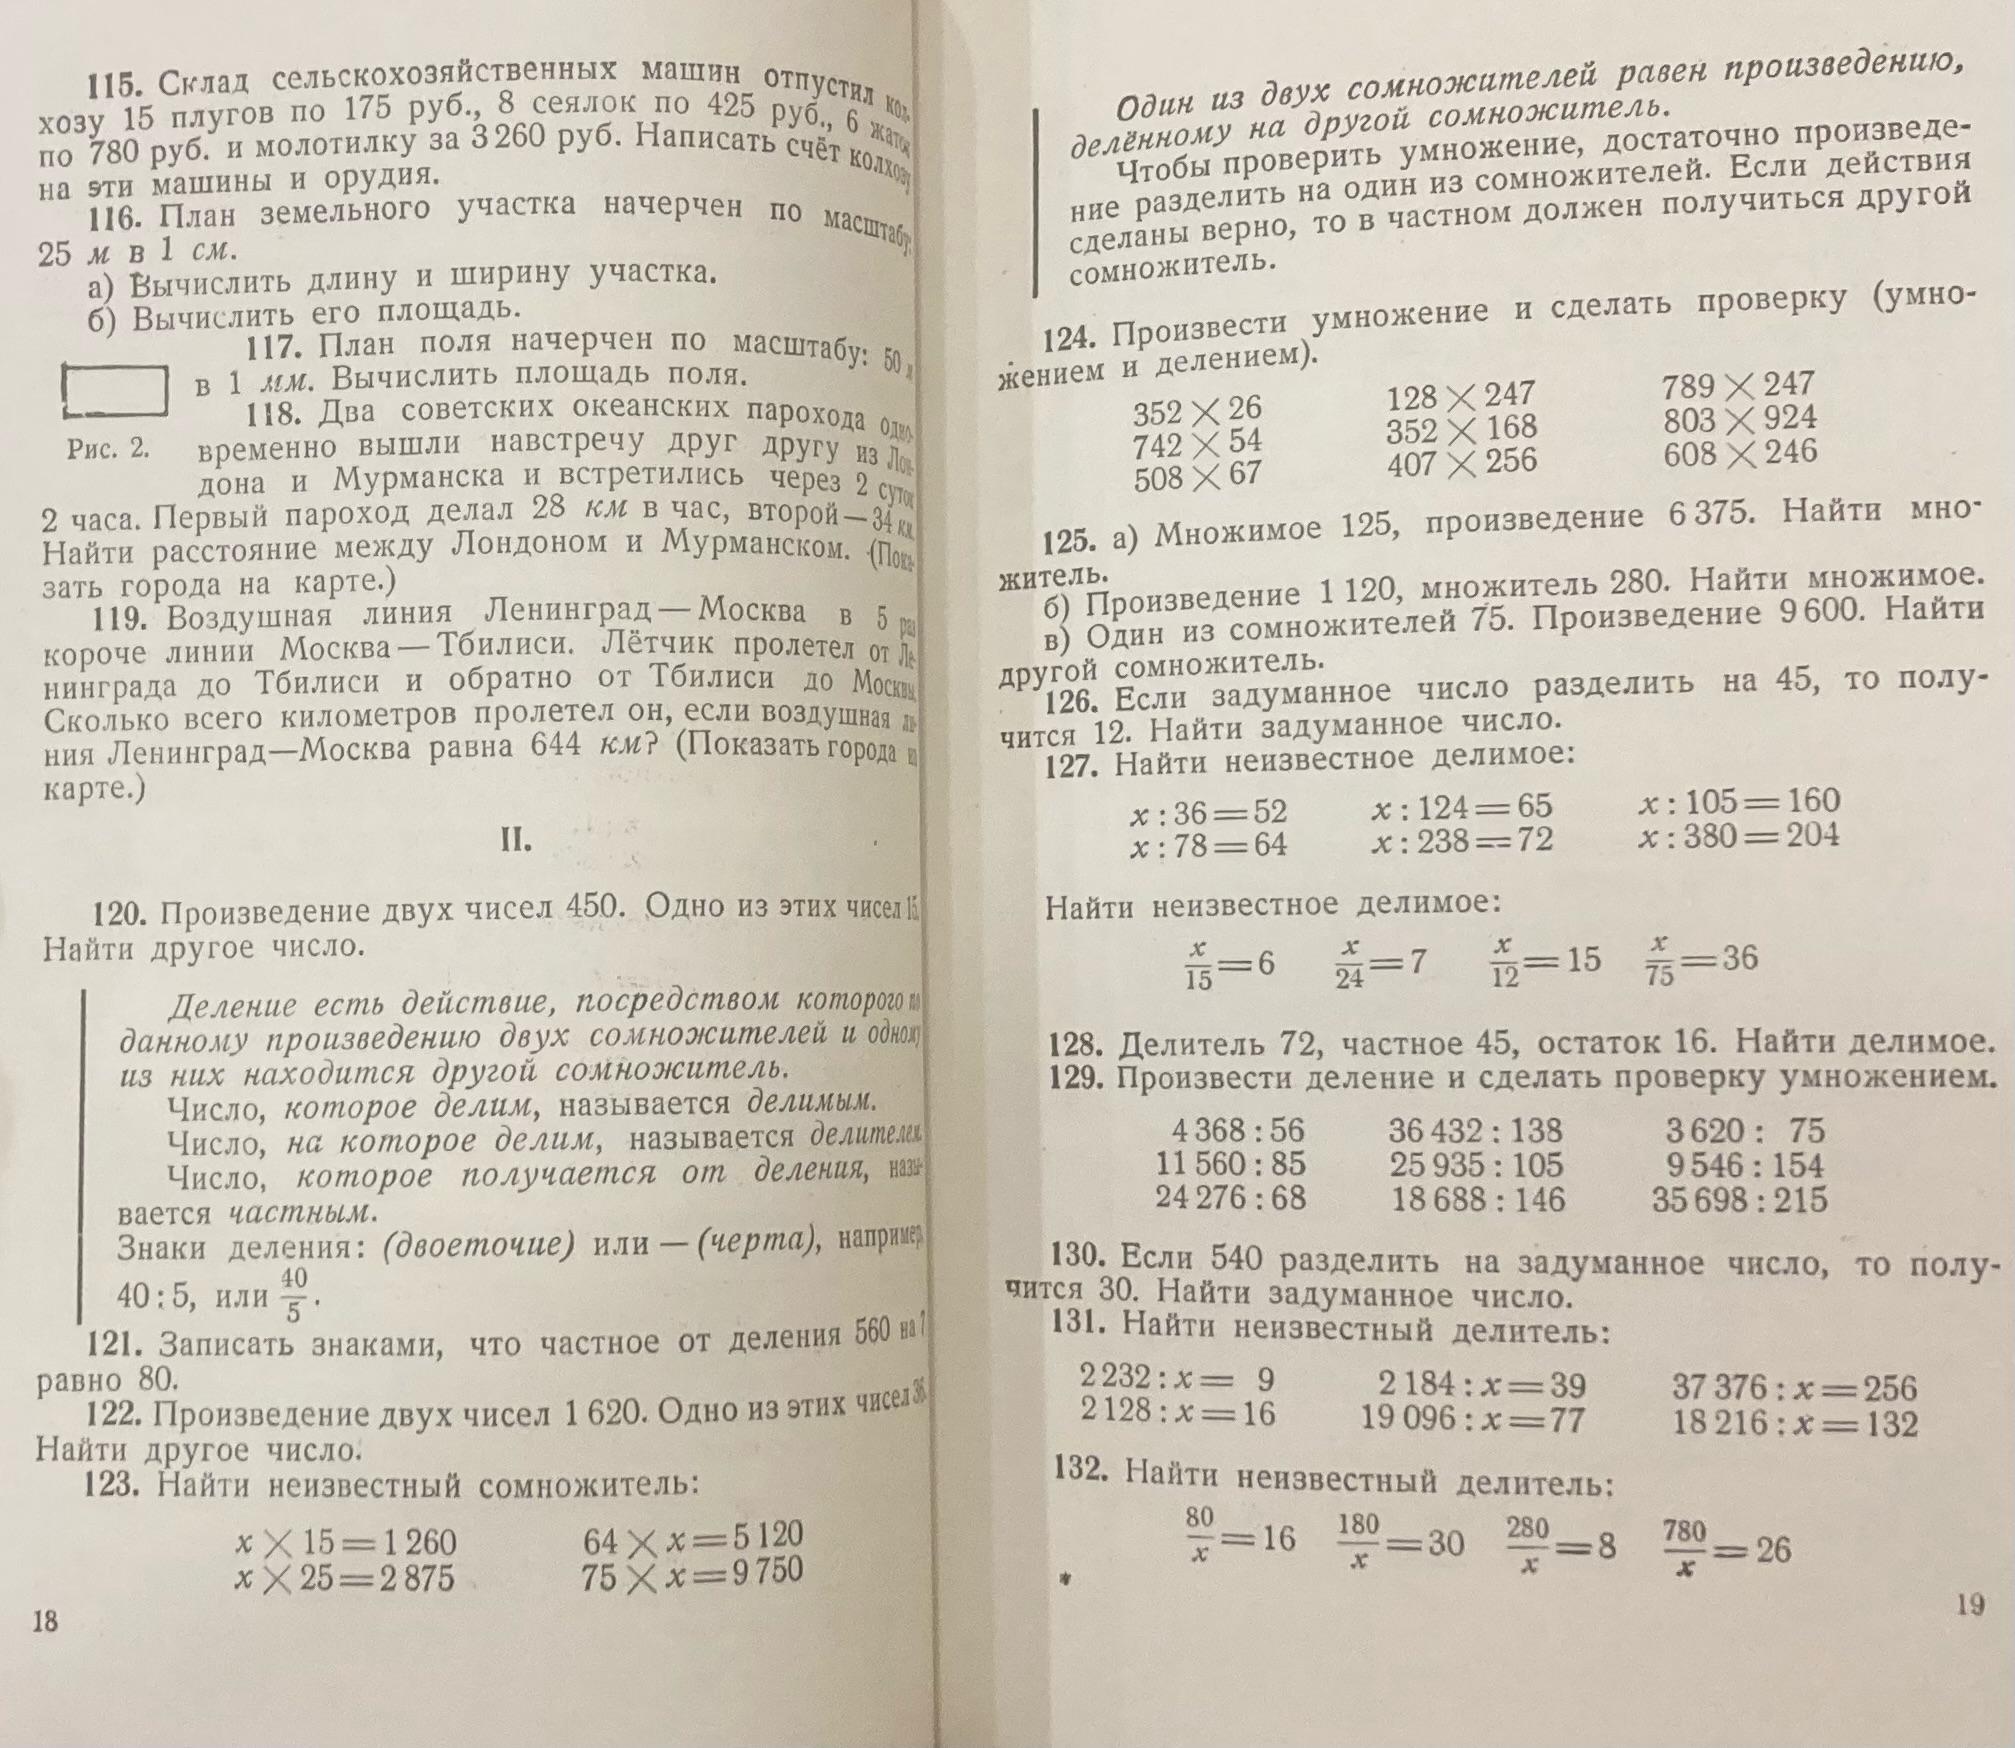 115. Склад сельскохозяйственных машин отпустил кол-
хозу 15 плугов по 175 руб., 8 сеялок по 425 руб., 6 жаток
по 780 руб. и молотилку за 3 260 руб. Написать счёт колхозу
на эти машины и орудия.
116. План земельного участка начерчен по масштабу:
25 м в 1 см.
а) Вычислить длину и ширину участка.
б) Вычислить его площадь.
117. План поля начерчен по масштабу: 50 м
в 1 мм. Вычислить площадь поля.
118. Два советских океанских парохода одно-
Рис. 2.
временно вышли навстречу друг другу из Лон-
дона и Мурманска и встретились через 2 суток
2 часа. Первый пароход делал 28 км в час, второй — 34 км.
Найти расстояние между Лондоном и Мурманском. (Пока-
зать города на карте.)
119. Воздушная линия Ленинград — Москва в 5 раз
короче линии Москва — Тбилиси. Лётчик пролетел от Ле-
нинграда до Тбилиси и обратно от Тбилиси до Москвы.
Сколько всего километров пролетел он, если воздушная ли-
ния Ленинград—Москва равна 644 км? (Показать города на
карте.)
II.
120. Произведение двух чисел 450. Одно из этих чисел 15.
Найти другое число.
Деление есть действие, посредством которого по
данному произведению двух сомножителей и одному
из них находится другой сомножитель.
Число, которое делим, называется делимым.
Число, на которое делим, называется делителем.
Число, которое получается от деления, назы-
вается частным.
Знаки деления: (двоеточие) или — (черта), например,
40 : 5, или 40/5.
121. Записать знаками, что частное от деления 560 на 7
равно 80.
122. Произведение двух чисел 1 620. Одно из этих чисел 36.
Найти другое число.
123. Найти неизвестный сомножитель:
x × 15 = 1 260 64 × x = 5 120
x × 25 = 2 875 75 × x = 9 750
18
Один из двух сомножителей равен произведению,
делённому на другой сомножитель.
Чтобы проверить умножение, достаточно произведе-
ние разделить на один из сомножителей. Если действия
сделаны верно, то в частном должен получиться другой
сомножитель.
124. Произвести умножение и сделать проверку (умно-
жением и делением).
352 × 26 128 × 247 789 × 247
742 × 54 352 × 168 803 × 924
508 × 67 407 × 256 608 × 246
125. а) Множимое 125, произведение 6 375. Найти мно-
житель.
б) Произведение 1 120, множитель 280. Найти множимое.
в) Один из сомножителей 75. Произведение 9 600. Найти
другой сомножитель.
126. Если задуманное число разделить на 45, то полу-
чится 12. Найти задуманное число.
127. Найти неизвестное делимое:
x : 36 = 52 x : 124 = 65 x : 105 = 160
x : 78 = 64 x : 238 = 72 x : 380 = 204
Найти неизвестное делимое:
x/15 = 6 x/24 = 7 x/12 = 15 x/75 = 36
128. Делитель 72, частное 45, остаток 16. Найти делимое.
129. Произвести деление и сделать проверку умножением.
4 368 : 56 36 432 : 138 3 620 : 75
11 560 : 85 25 935 : 105 9 546 : 154
24 276 : 68 18 688 : 146 35 698 : 215
130. Если 540 разделить на задуманное число, то полу-
чится 30. Найти задуманное число.
131. Найти неизвестный делитель:
2 232 : x = 9 2 184 : x = 39 37 376 : x = 256
2 128 : x = 16 19 096 : x = 77 18 216 : x = 132
132. Найти неизвестный делитель:
80/x = 16 180/x = 30 280/x = 8 780/x = 26
*
19